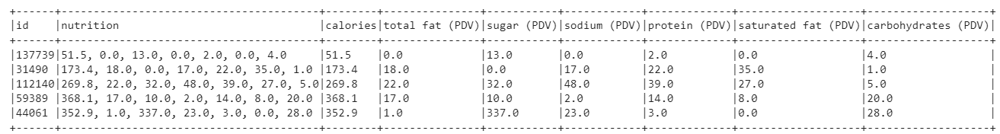 +------+-----------------------------------+--------+---------------+-----------+------------+-------------+-------------------+-------------------+
|id    |nutrition                          |calories|total fat (PDV)|sugar (PDV)|sodium (PDV)|protein (PDV)|saturated fat (PDV)|carbohydrates (PDV)|
+------+-----------------------------------+--------+---------------+-----------+------------+-------------+-------------------+-------------------+
|137739|51.5, 0.0, 13.0, 0.0, 2.0, 0.0, 4.0      |51.5    |0.0            |13.0       |0.0         |2.0          |0.0                |4.0                |
|31490 |173.4, 18.0, 0.0, 17.0, 22.0, 35.0, 1.0  |173.4   |18.0           |0.0        |17.0        |22.0         |35.0               |1.0                |
|112140|269.8, 22.0, 32.0, 48.0, 39.0, 27.0, 5.0|269.8   |22.0           |32.0       |48.0        |39.0         |27.0               |5.0                |
|59389 |368.1, 17.0, 10.0, 2.0, 14.0, 8.0, 20.0  |368.1   |17.0           |10.0       |2.0         |14.0         |8.0                |20.0               |
|44061 |352.9, 1.0, 337.0, 23.0, 3.0, 0.0, 28.0  |352.9   |1.0            |337.0      |23.0        |3.0          |0.0                |28.0               |
+------+-----------------------------------+--------+---------------+-----------+------------+-------------+-------------------+-------------------+